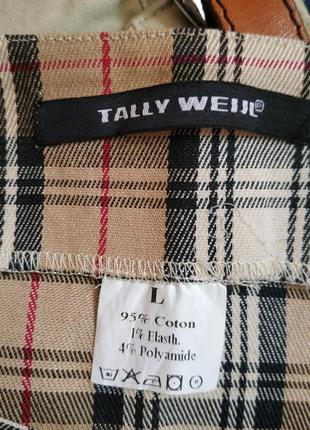 TALLY WEIJL
L
95% Coton
1% Elasth.
4% Polyamide